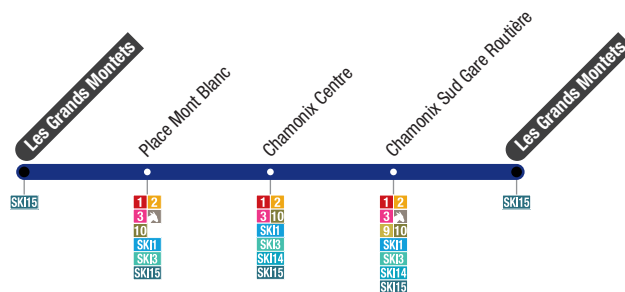 Les Grands Montets
Place Mont Blanc
Chamonix Centre
Chamonix Sud Gare Routière
Les Grands Montets
SKI15
1 2
3
10
SKI1
SKI3
SKI15
1 2
3 10
SKI1
SKI3
SKI14
SKI15
1 2
3
9 10
SKI1
SKI3
SKI14
SKI15
SKI15